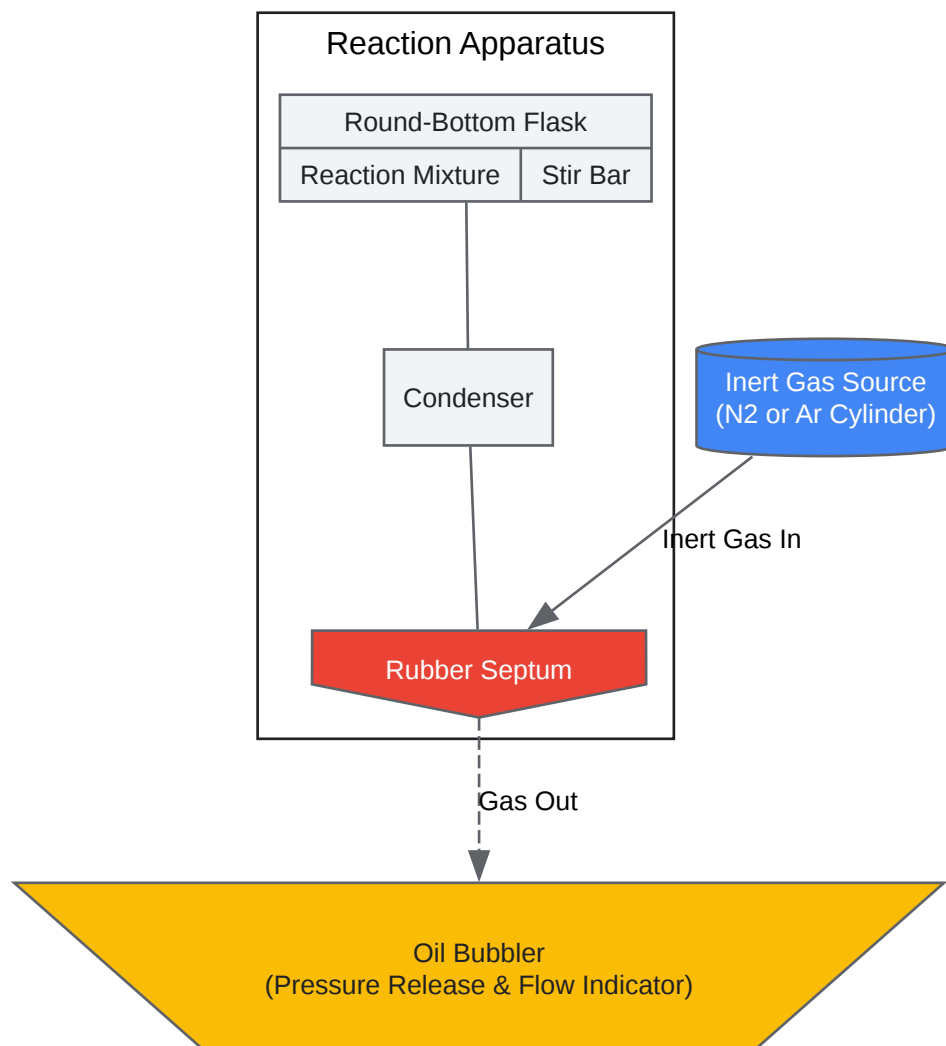 Reaction Apparatus
Round-Bottom Flask
Reaction Mixture
Stir Bar
Condenser
Inert Gas Source
(N2 or Ar Cylinder)
Inert Gas In
Rubber Septum
Gas Out
Oil Bubbler
(Pressure Release & Flow Indicator)